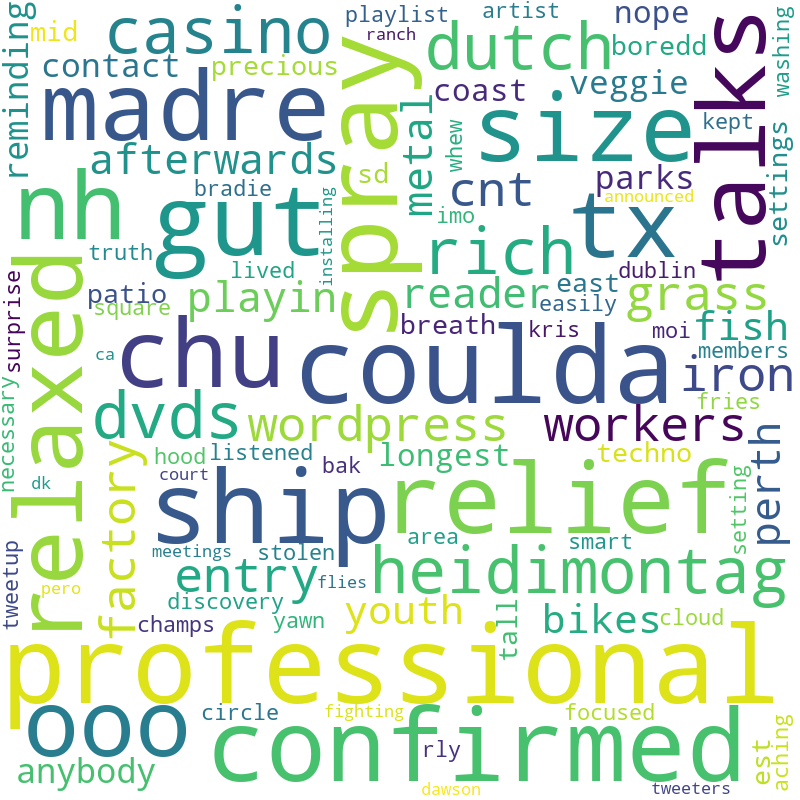 playlist
artist
nope
ranch
mid
casino
dutch
boredd
washing
reminding
contact
precious
spray
coast
veggie
talks
madre
metal
size
kept
settings
afterwards
whew
sd
cnt
parks
bradie
announced
nh
gut
installing
imo
tx
truth
lived
rich
dublin
relaxed
surprise
patio
square
playin
reader
east
easily
grass
breath
kris
moi
fish
ca
chu
coulda
members
iron
necessary
dvds
wordpress
workers
fries
perth
hood
listened
bak
longest
techno
dk
court
factory
ship
relief
setting
area
smart
tweetup
meetings
stolen
entry
flies
heidimontag
pero
discovery
champs
yawn
youth
tall
bikes
cloud
professional
ooo
circle
fighting
focused
confirmed
rly
est
aching
anybody
dawson
tweeters